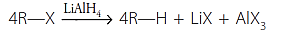 4R—X LiAlH₄ → 4R—H + LiX + AlX₃